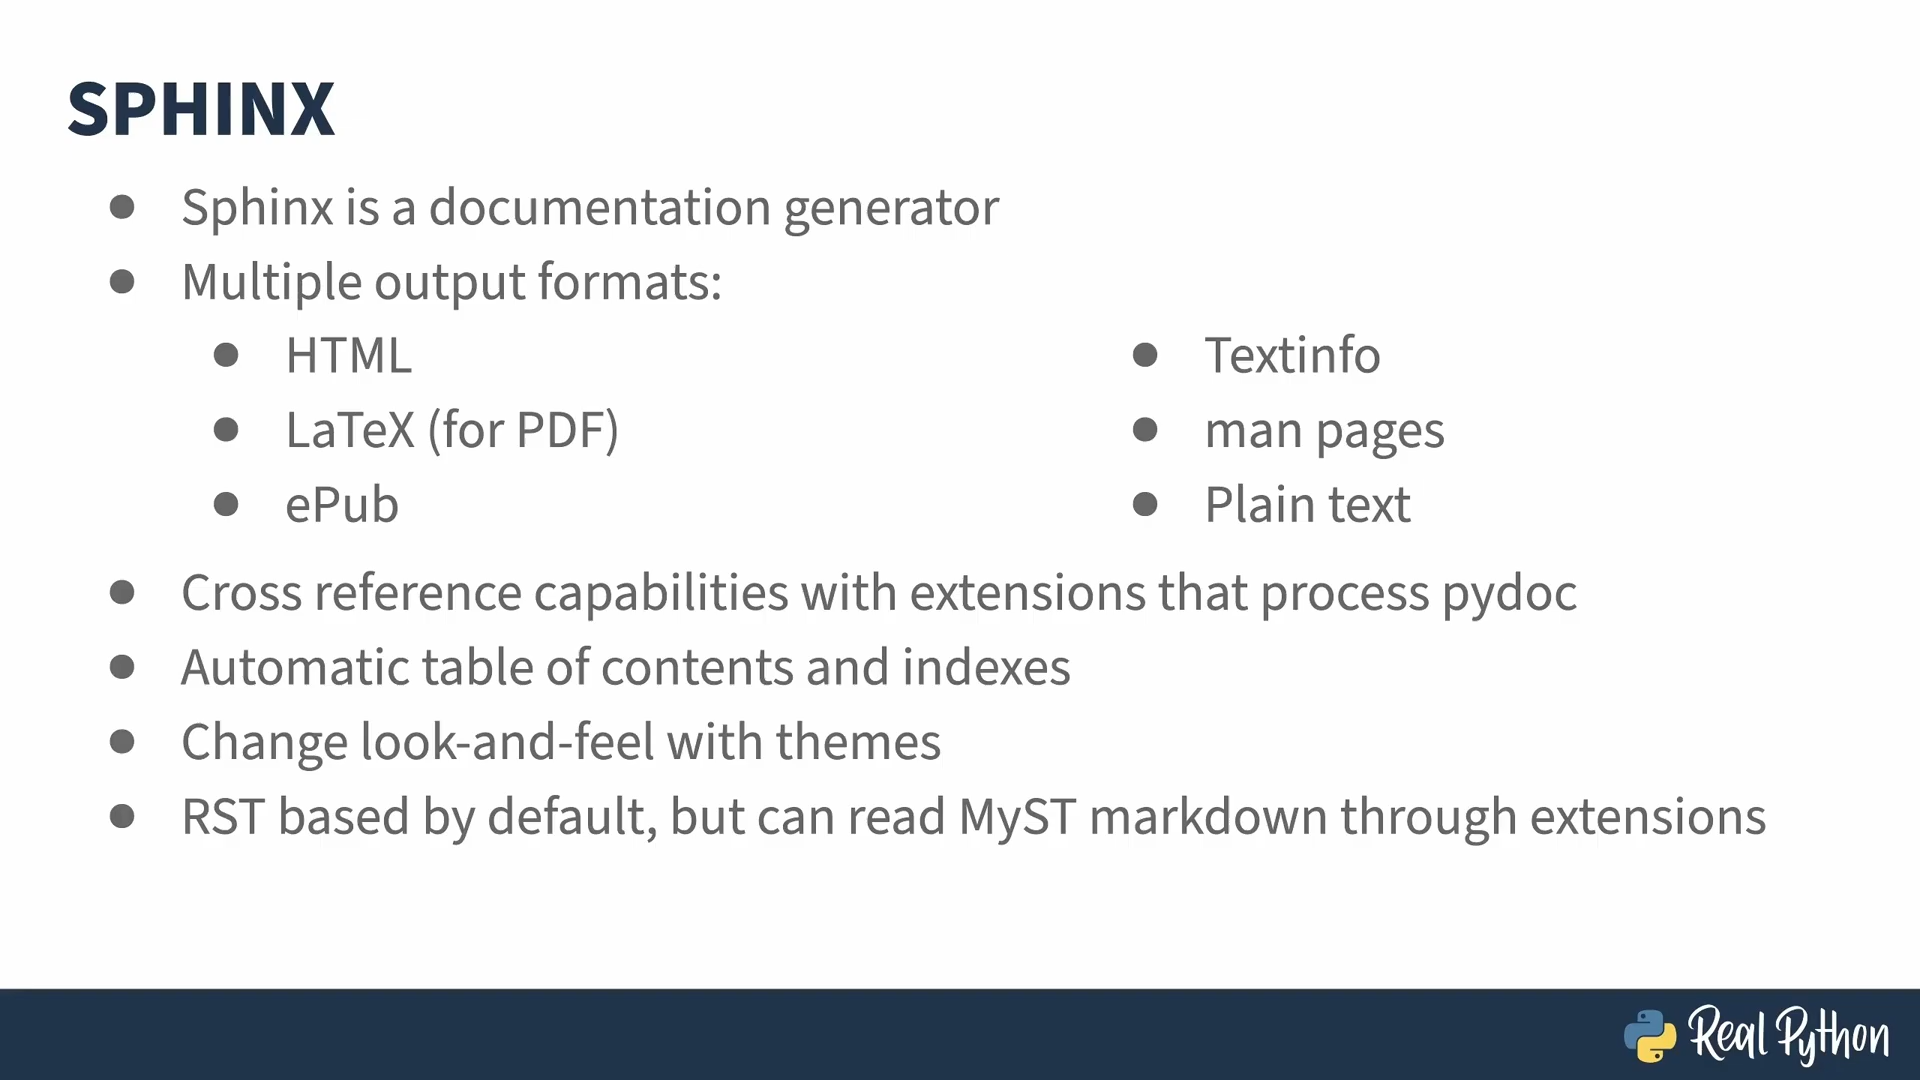 SPHINX
Sphinx is a documentation generator
Multiple output formats:
HTML
LaTeX (for PDF)
ePub
Textinfo
man pages
Plain text
Cross reference capabilities with extensions that process pydoc
Automatic table of contents and indexes
Change look-and-feel with themes
RST based by default, but can read MyST markdown through extensions
Real Python